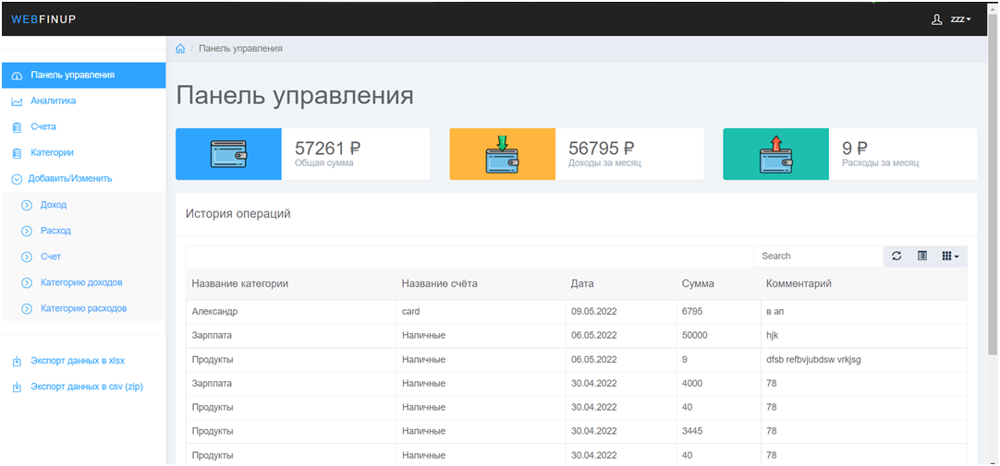 WEBFINUP
zzz
Панель управления
Аналитика
Счета
Категории
Добавить/Изменить
Доход
Расход
Счет
Категорию доходов
Категорию расходов
Экспорт данных в xlsx
Экспорт данных в csv (zip)
/ Панель управления
Панель управления
57261 ₽
Общая сумма
56795 ₽
Доходы за месяц
9 ₽
Расходы за месяц
История операций
Search
Название категории Название счёта Дата Сумма Комментарий
Александр card 09.05.2022 6795 в ап
Зарплата Наличные 06.05.2022 50000 hjk
Продукты Наличные 06.05.2022 9 dfsb refbvjubdsw vrkjsg
Зарплата Наличные 30.04.2022 4000 78
Продукты Наличные 30.04.2022 40 78
Продукты Наличные 30.04.2022 3445 78
Продукты Наличные 30.04.2022 40 78